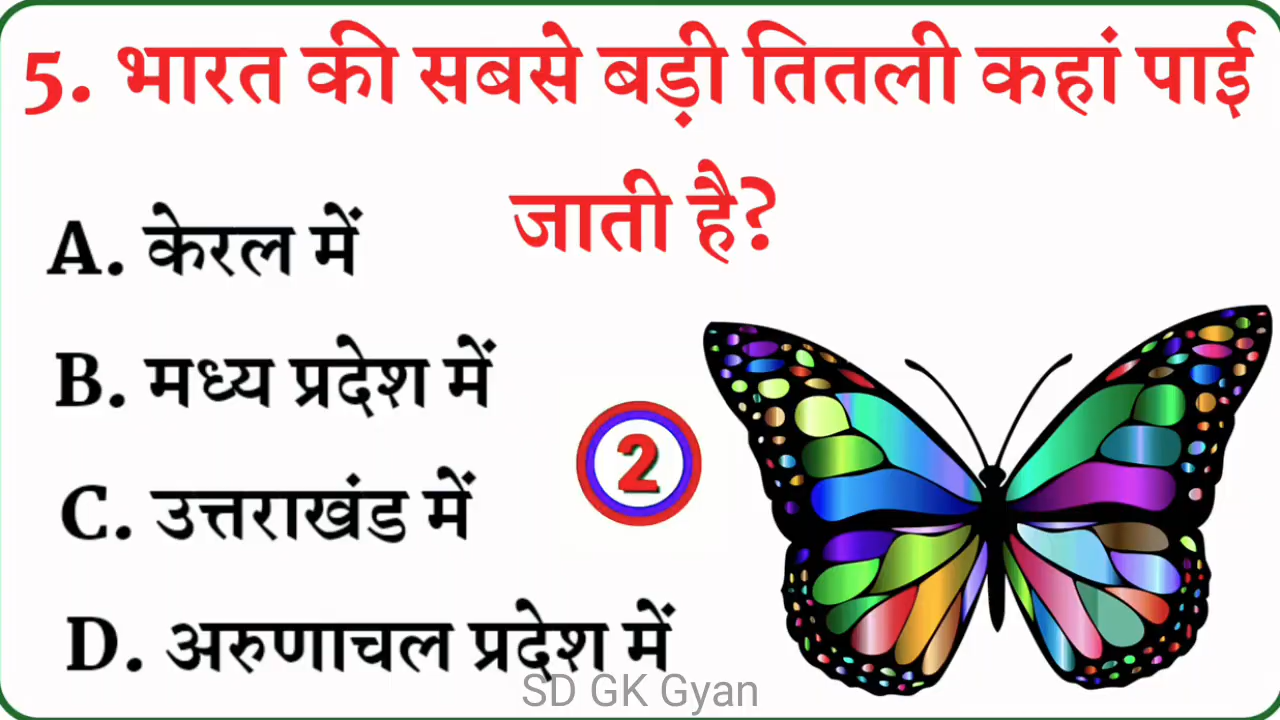 5. भारत की सबसे बड़ी तितली कहां पाई
जाती है?
A. केरल में
B. मध्य प्रदेश में
2
C. उत्तराखंड में
D. अरुणाचल प्रदेश में
SD GK Gyan